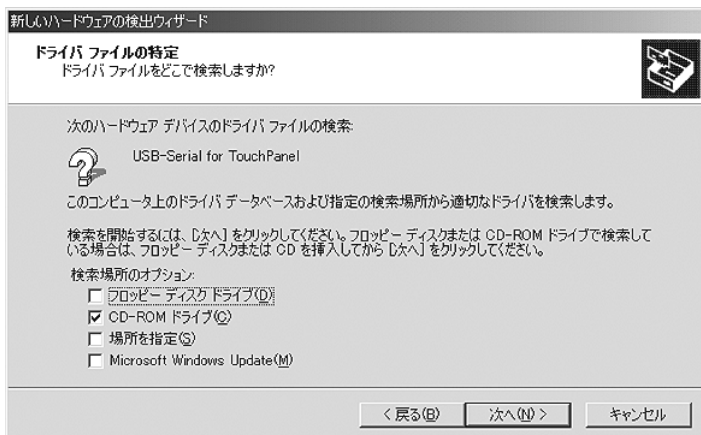 新しいハードウェアの検出ウィザード
ドライバ ファイルの特定
ドライバ ファイルをどこで検索しますか?
次のハードウェア デバイスのドライバ ファイルの検索:
USB-Serial for TouchPanel
このコンピュータ上のドライバ データベースおよび指定の検索場所から適切なドライバを検索します。
検索を開始するには、[次へ] をクリックしてください。フロッピー ディスクまたは CD-ROM ドライブで検索して
いる場合は、フロッピー ディスクまたは CD を挿入してから [次へ] をクリックしてください。
検索場所のオプション:
フロッピー ディスク ドライブ(D)
CD-ROM ドライブ(C)
場所を指定(S)
Microsoft Windows Update(M)
< 戻る(B) 次へ(N) > キャンセル